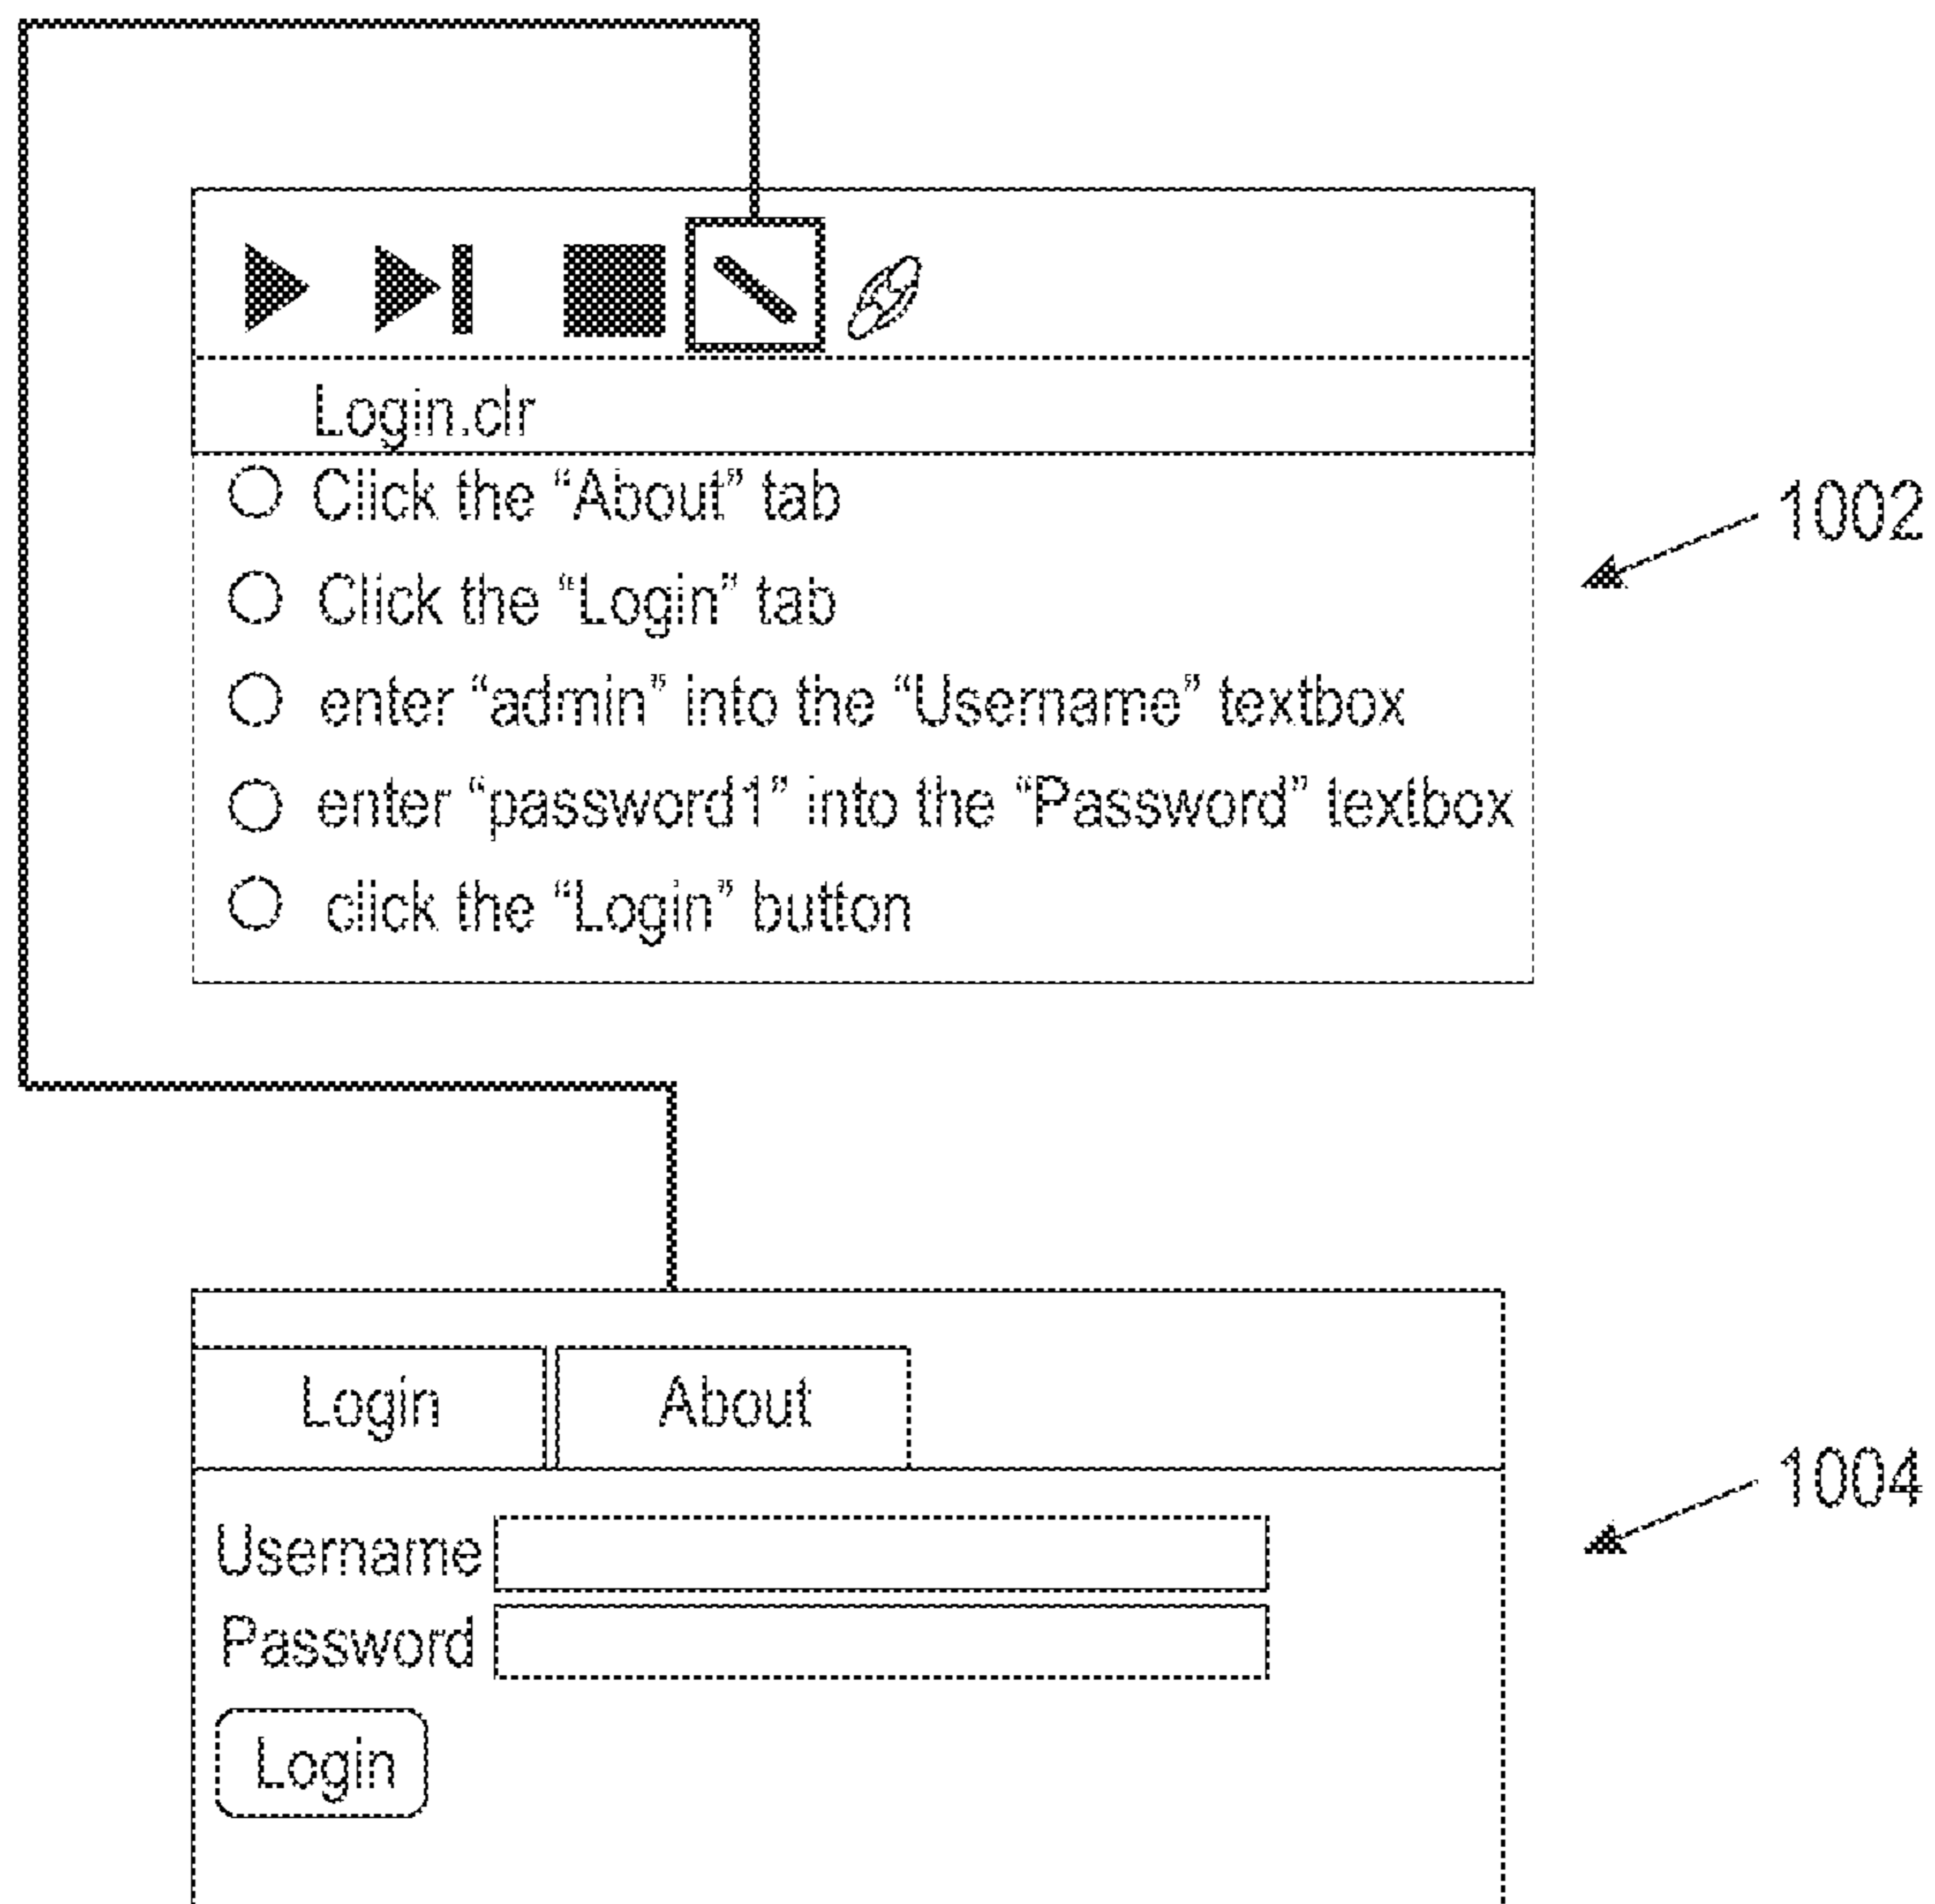 Login.clr
Click the “About” tab
Click the “Login” tab
enter “admin” into the “Username” textbox
enter “password1” into the “Password” textbox
click the “Login” button
1002
Login About
1004
Username
Password
Login